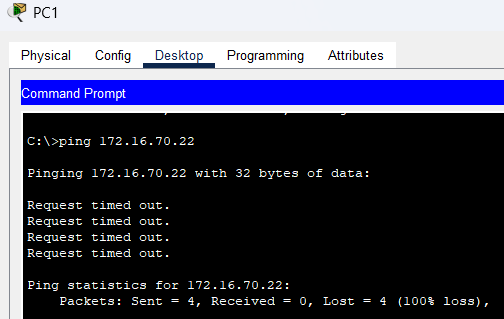 PC1
Physical Config Desktop Programming Attributes
Command Prompt
C:\>ping 172.16.70.22
Pinging 172.16.70.22 with 32 bytes of data:
Request timed out.
Request timed out.
Request timed out.
Request timed out.
Ping statistics for 172.16.70.22:
Packets: Sent = 4, Received = 0, Lost = 4 (100% loss),